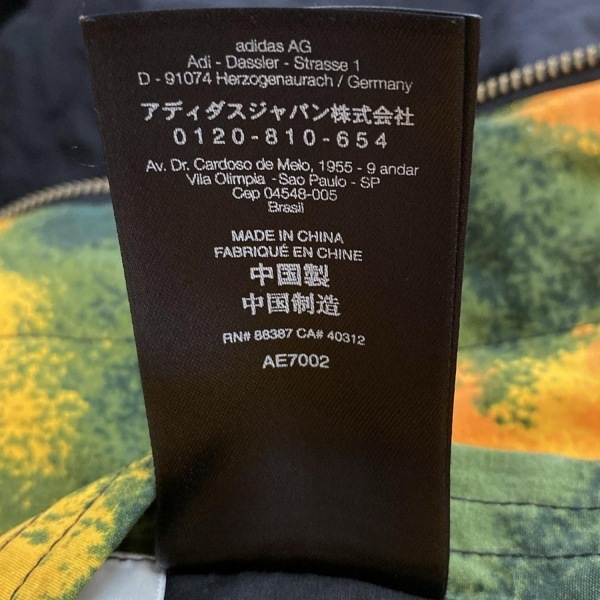 adidas AG
Adi - Dassler - Strasse 1
D - 91074 Herzogenaurach / Germany
アディダスジャパン株式会社
0120-810-654
Av. Dr. Cardoso de Melo, 1955 - 9 andar
Vila Olimpia - Sao Paulo - SP
Cep 04548-005
Brasil
MADE IN CHINA
FABRIQUÉ EN CHINE
中国製
中国制造
RN# 88387 CA# 40312
AE7002